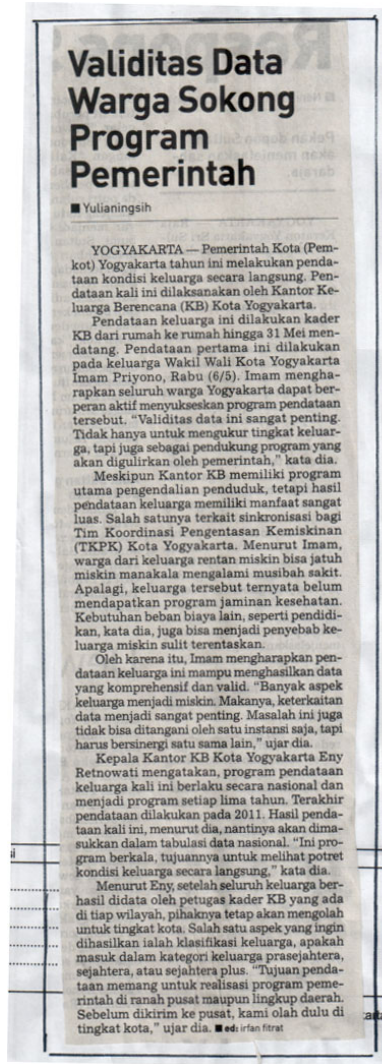 Validitas Data
Warga Sokong
Program
Pemerintah
■ Yulianingsih
YOGYAKARTA — Pemerintah Kota (Pem-
kot) Yogyakarta tahun ini melakukan penda-
taan kondisi keluarga secara langsung. Pen-
dataan kali ini dilaksanakan oleh Kantor Ke-
luarga Berencana (KB) Kota Yogyakarta.
Pendataan keluarga ini dilakukan kader
KB dari rumah ke rumah hingga 31 Mei men-
datang. Pendataan pertama ini dilakukan
pada keluarga Wakil Wali Kota Yogyakarta
Imam Priyono, Rabu (6/5). Imam mengha-
rapkan seluruh warga Yogyakarta dapat ber-
peran aktif menyukseskan program pendataan
tersebut. “Validitas data ini sangat penting.
Tidak hanya untuk mengukur tingkat keluar-
ga, tapi juga sebagai pendukung program yang
akan digulirkan oleh pemerintah,” kata dia.
Meskipun Kantor KB memiliki program
utama pengendalian penduduk, tetapi hasil
pendataan keluarga memiliki manfaat sangat
luas. Salah satunya terkait sinkronisasi bagi
Tim Koordinasi Pengentasan Kemiskinan
(TKPK) Kota Yogyakarta. Menurut Imam,
warga dari keluarga rentan miskin bisa jatuh
miskin manakala mengalami musibah sakit.
Apalagi, keluarga tersebut ternyata belum
mendapatkan program jaminan kesehatan.
Kebutuhan beban biaya lain, seperti pendidi-
kan, kata dia, juga bisa menjadi penyebab ke-
luarga miskin sulit terentaskan.
Oleh karena itu, Imam mengharapkan pen-
dataan keluarga ini mampu menghasilkan data
yang komprehensif dan valid. “Banyak aspek
keluarga menjadi miskin. Makanya, keterkaitan
data menjadi sangat penting. Masalah ini juga
tidak bisa ditangani oleh satu instansi saja, tapi
harus bersinergi satu sama lain,” ujar dia.
Kepala Kantor KB Kota Yogyakarta Eny
Retnowati mengatakan, program pendataan
keluarga kali ini berlaku secara nasional dan
menjadi program setiap lima tahun. Terakhir
pendataan dilakukan pada 2011. Hasil penda-
taan kali ini, menurut dia, nantinya akan dima-
sukkan dalam tabulasi data nasional. “Ini pro-
gram berkala, tujuannya untuk melihat potret
kondisi keluarga secara langsung,” kata dia.
Menurut Eny, setelah seluruh keluarga ber-
hasil didata oleh petugas kader KB yang ada
di tiap wilayah, pihaknya tetap akan mengolah
untuk tingkat kota. Salah satu aspek yang ingin
dihasilkan ialah klasifikasi keluarga, apakah
masuk dalam kategori keluarga prasejahtera,
sejahtera, atau sejahtera plus. “Tujuan penda-
taan memang untuk realisasi program peme-
rintah di ranah pusat maupun lingkup daerah.
Sebelum dikirim ke pusat, kami olah dulu di
tingkat kota,” ujar dia. ■ ed: irfan fitrat